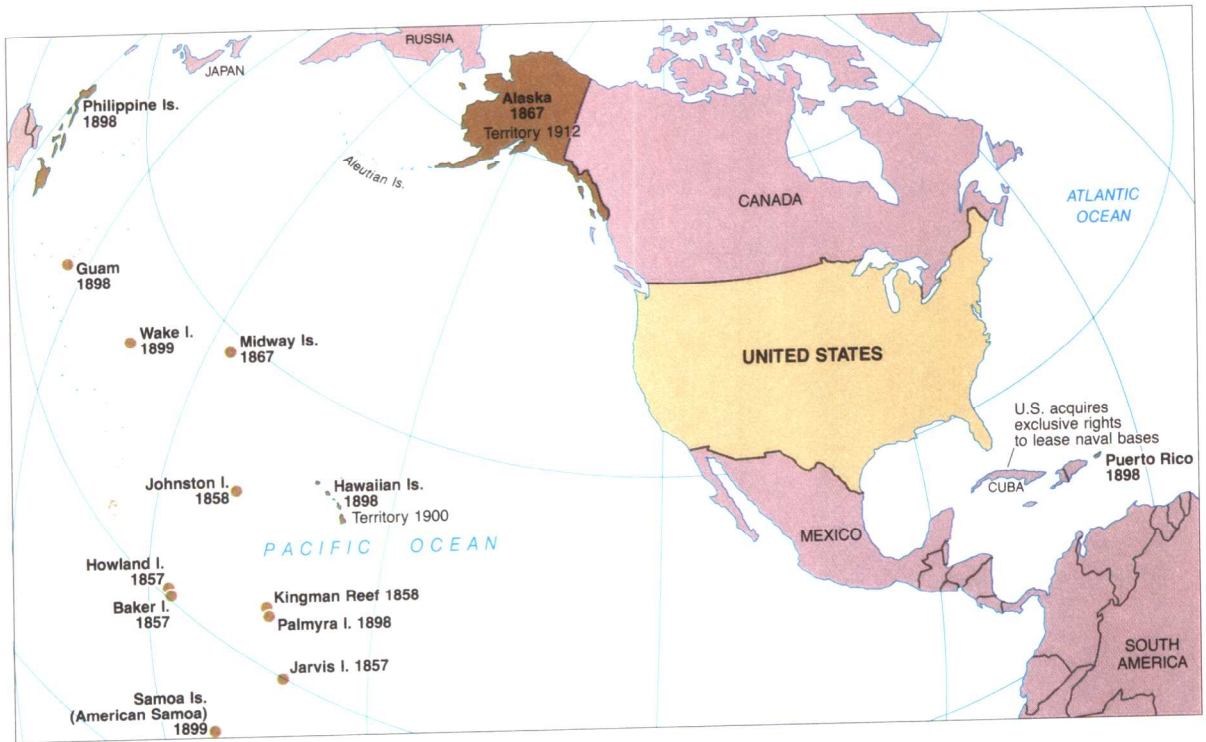 RUSSIA
JAPAN
Philippine Is.
1898
Alaska
1867
Territory 1912
Aleutian Is.
CANADA
ATLANTIC
OCEAN
Guam
1898
Wake I.
1899
Midway Is.
1867
UNITED STATES
U.S. acquires
exclusive rights
to lease naval bases
Puerto Rico
1898
CUBA
Johnston I.
1858
Hawaiian Is.
1898
Territory 1900
MEXICO
PACIFIC OCEAN
Howland I.
1857
Baker I.
1857
Kingman Reef 1858
Palmyra I. 1898
Jarvis I. 1857
SOUTH
AMERICA
Samoa Is.
(American Samoa)
1899